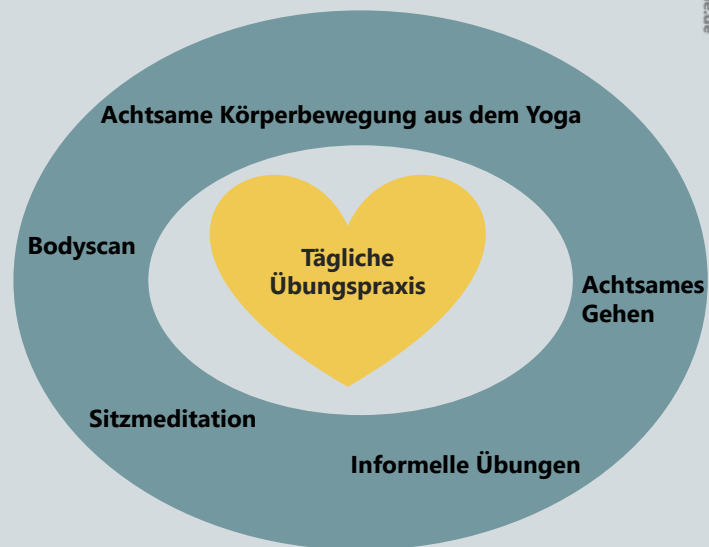 Achtsame Körperbewegung aus dem Yoga
Bodyscan
Tägliche
Übungspraxis
Achtsames
Gehen
Sitzmeditation
Informelle Übungen